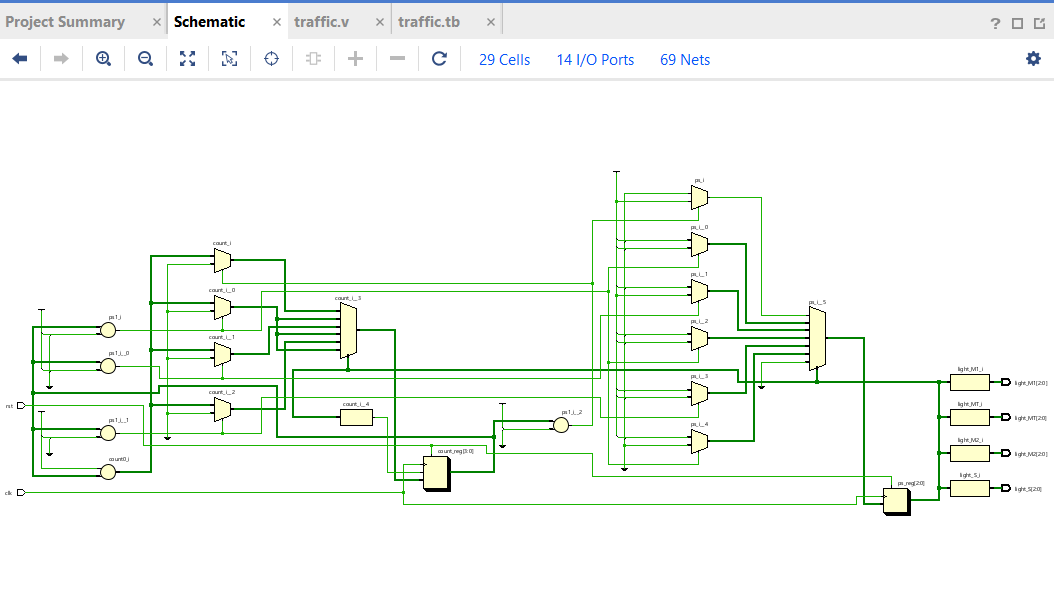 Project Summary
Schematic
traffic.v
traffic.tb
29 Cells
14 I/O Ports
69 Nets
ps_i
ps_i__0
count_i
ps_i__1
count_i__0
count_i__3
ps_i__5
ps1_i
ps_i__2
count_i__1
ps1_i__0
light_M1_i
light_M1[2:0]
ps_i__3
count_i__2
rst
count_i__4
light_MT_i
light_MT[2:0]
ps1_i__2
ps1_i__1
ps_i__4
light_M2_i
light_M2[2:0]
count_reg[3:0]
count0_i
light_S_i
light_S[2:0]
ps_reg[2:0]
clk